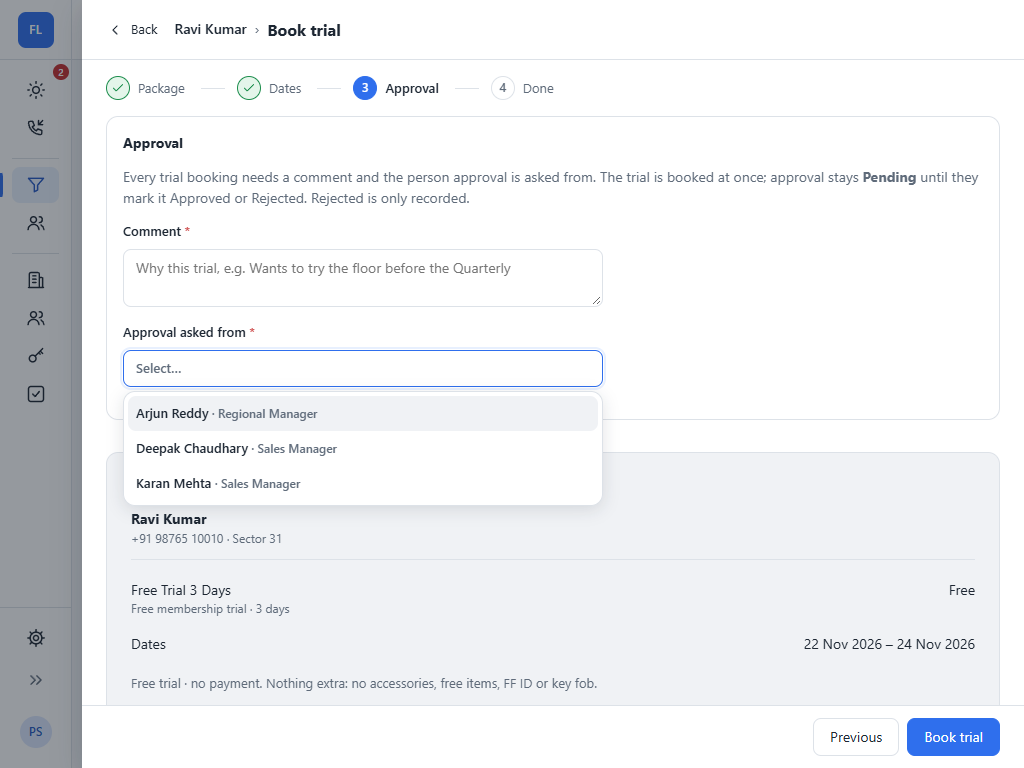 FL
Back Ravi Kumar › Book trial
2
Package Dates 3 Approval 4 Done
Approval
Every trial booking needs a comment and the person approval is asked from. The trial is booked at once; approval stays Pending until they
mark it Approved or Rejected. Rejected is only recorded.
Comment *
Why this trial, e.g. Wants to try the floor before the Quarterly
Approval asked from *
Select...
Arjun Reddy · Regional Manager
Deepak Chaudhary · Sales Manager
Karan Mehta · Sales Manager
Ravi Kumar
+91 98765 10010 · Sector 31
Free Trial 3 Days Free
Free membership trial · 3 days
Dates 22 Nov 2026 – 24 Nov 2026
Free trial · no payment. Nothing extra: no accessories, free items, FF ID or key fob.
PS
Previous Book trial